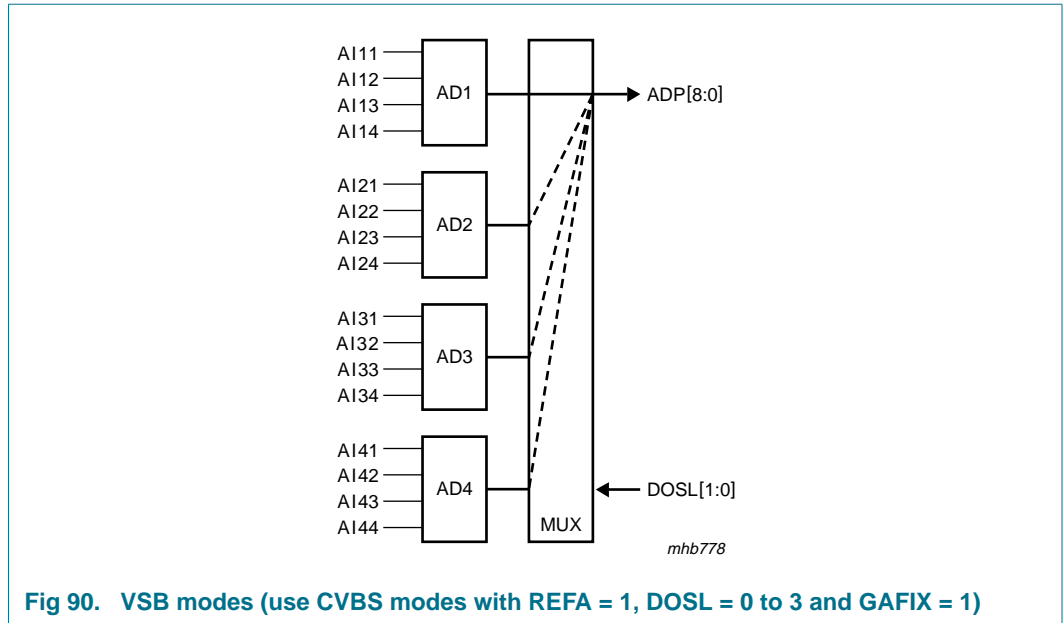 AI11
AI12
AI13
AI14
AD1
ADP[8:0]
AI21
AI22
AI23
AI24
AD2
AI31
AI32
AI33
AI34
AD3
AI41
AI42
AI43
AI44
AD4
DOSL[1:0]
MUX
mhb778
Fig 90. VSB modes (use CVBS modes with REFA = 1, DOSL = 0 to 3 and GAFIX = 1)